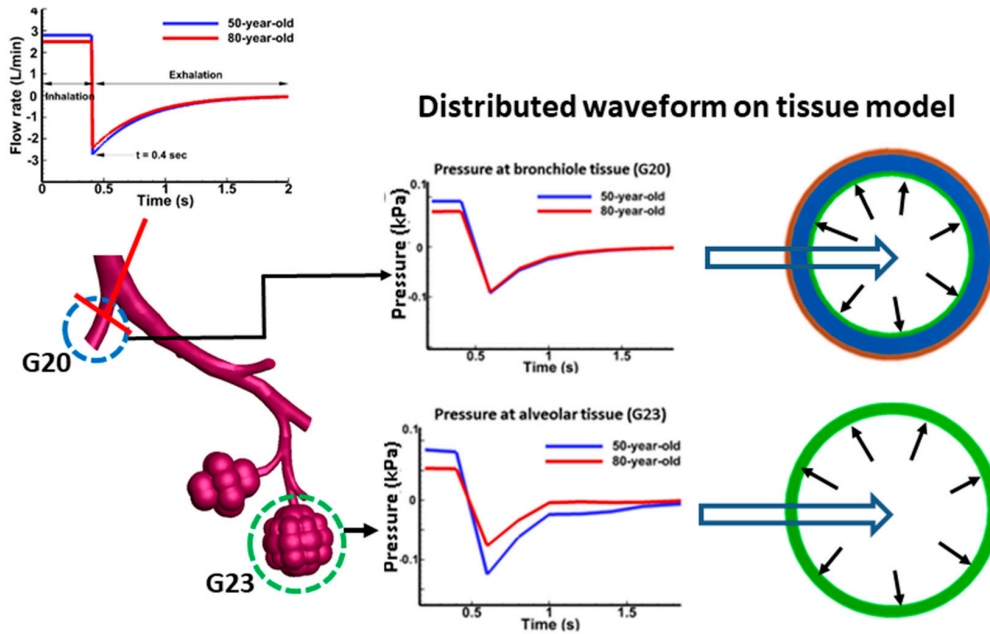 4
3
2
1
0
-1
-2
-3
Flow rate (L/min)
50-year-old
80-year-old
Inhalation
Exhalation
t = 0.4 sec
0
0.5
1
1.5
2
Time (s)
Distributed waveform on tissue model
Pressure at bronchiole tissue (G20)
0.1
0
-0.1
Pressure (kPa)
50-year-old
80-year-old
0.5
1
1.5
Time (s)
G20
Pressure at alveolar tissue (G23)
0.1
0
-0.1
Pressure (kPa)
50-year-old
80-year-old
0.5
1
1.5
Time (s)
G23